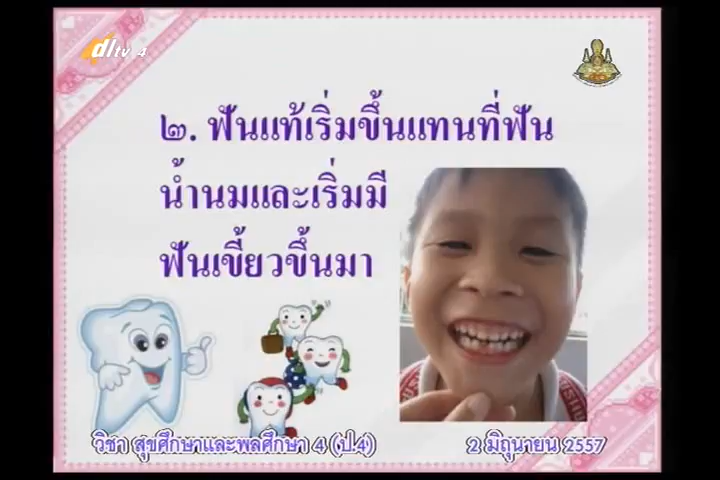 dltv 4
๒. ฟันแท้เริ่มขึ้นแทนที่ฟัน
น้ำนมและเริ่มมี
ฟันเขี้ยวขึ้นมา
วิชา สุขศึกษาและพลศึกษา 4 (ป.4)
2 มิถุนายน 2557